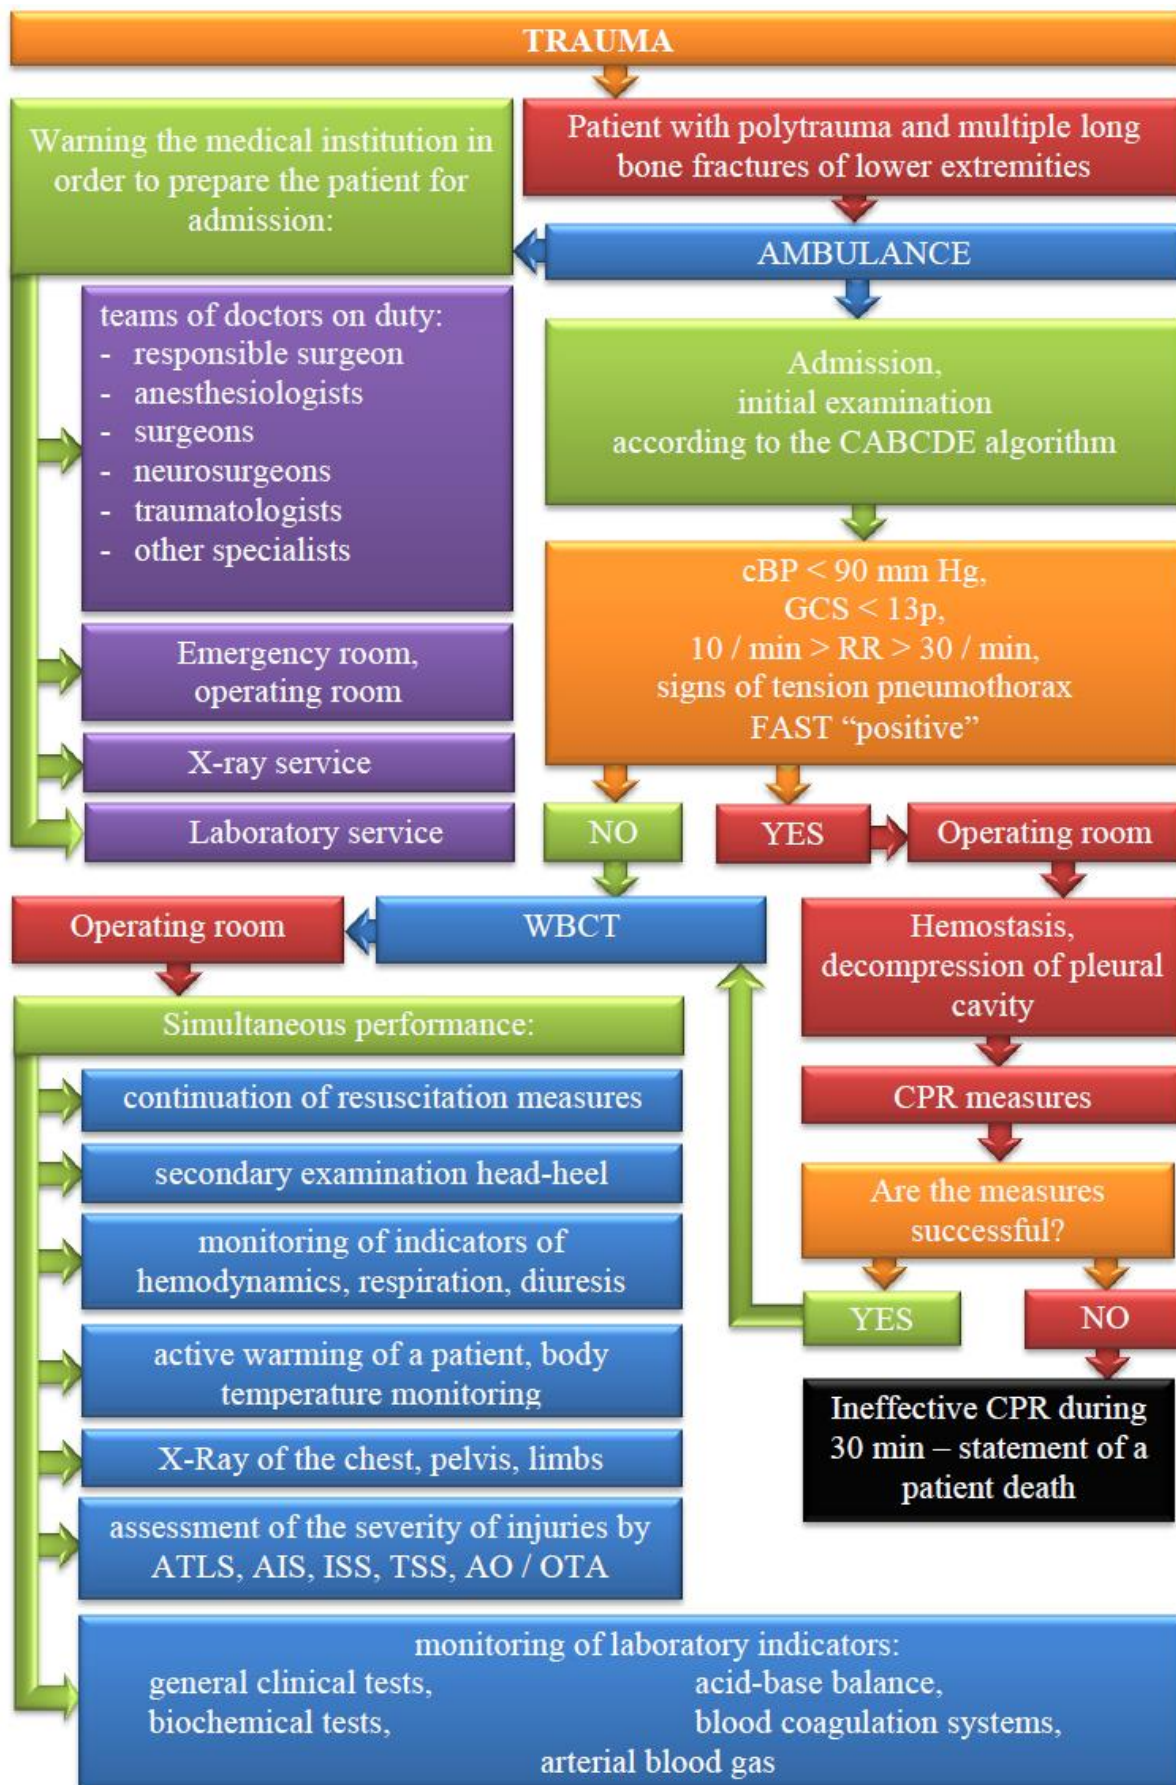 TRAUMA
Patient with polytrauma and multiple long
bone fractures of lower extremities
AMBULANCE
Warning the medical institution in
order to prepare the patient for
admission:
teams of doctors on duty:
- responsible surgeon
- anesthesiologists
- surgeons
- neurosurgeons
- traumatologists
- other specialists
Emergency room,
operating room
X-ray service
Laboratory service
Admission,
initial examination
according to the CABCDE algorithm
cBP < 90 mm Hg,
GCS < 13p,
10 / min > RR > 30 / min,
signs of tension pneumothorax
FAST “positive”
NO
YES
Operating room
Hemostasis,
decompression of pleural
cavity
CPR measures
Are the measures
successful?
YES
NO
Ineffective CPR during
30 min – statement of a
patient death
WBCT
Operating room
Simultaneous performance:
continuation of resuscitation measures
secondary examination head-heel
monitoring of indicators of
hemodynamics, respiration, diuresis
active warming of a patient, body
temperature monitoring
X-Ray of the chest, pelvis, limbs
assessment of the severity of injuries by
ATLS, AIS, ISS, TSS, AO / OTA
monitoring of laboratory indicators:
general clinical tests,
acid-base balance,
biochemical tests,
blood coagulation systems,
arterial blood gas